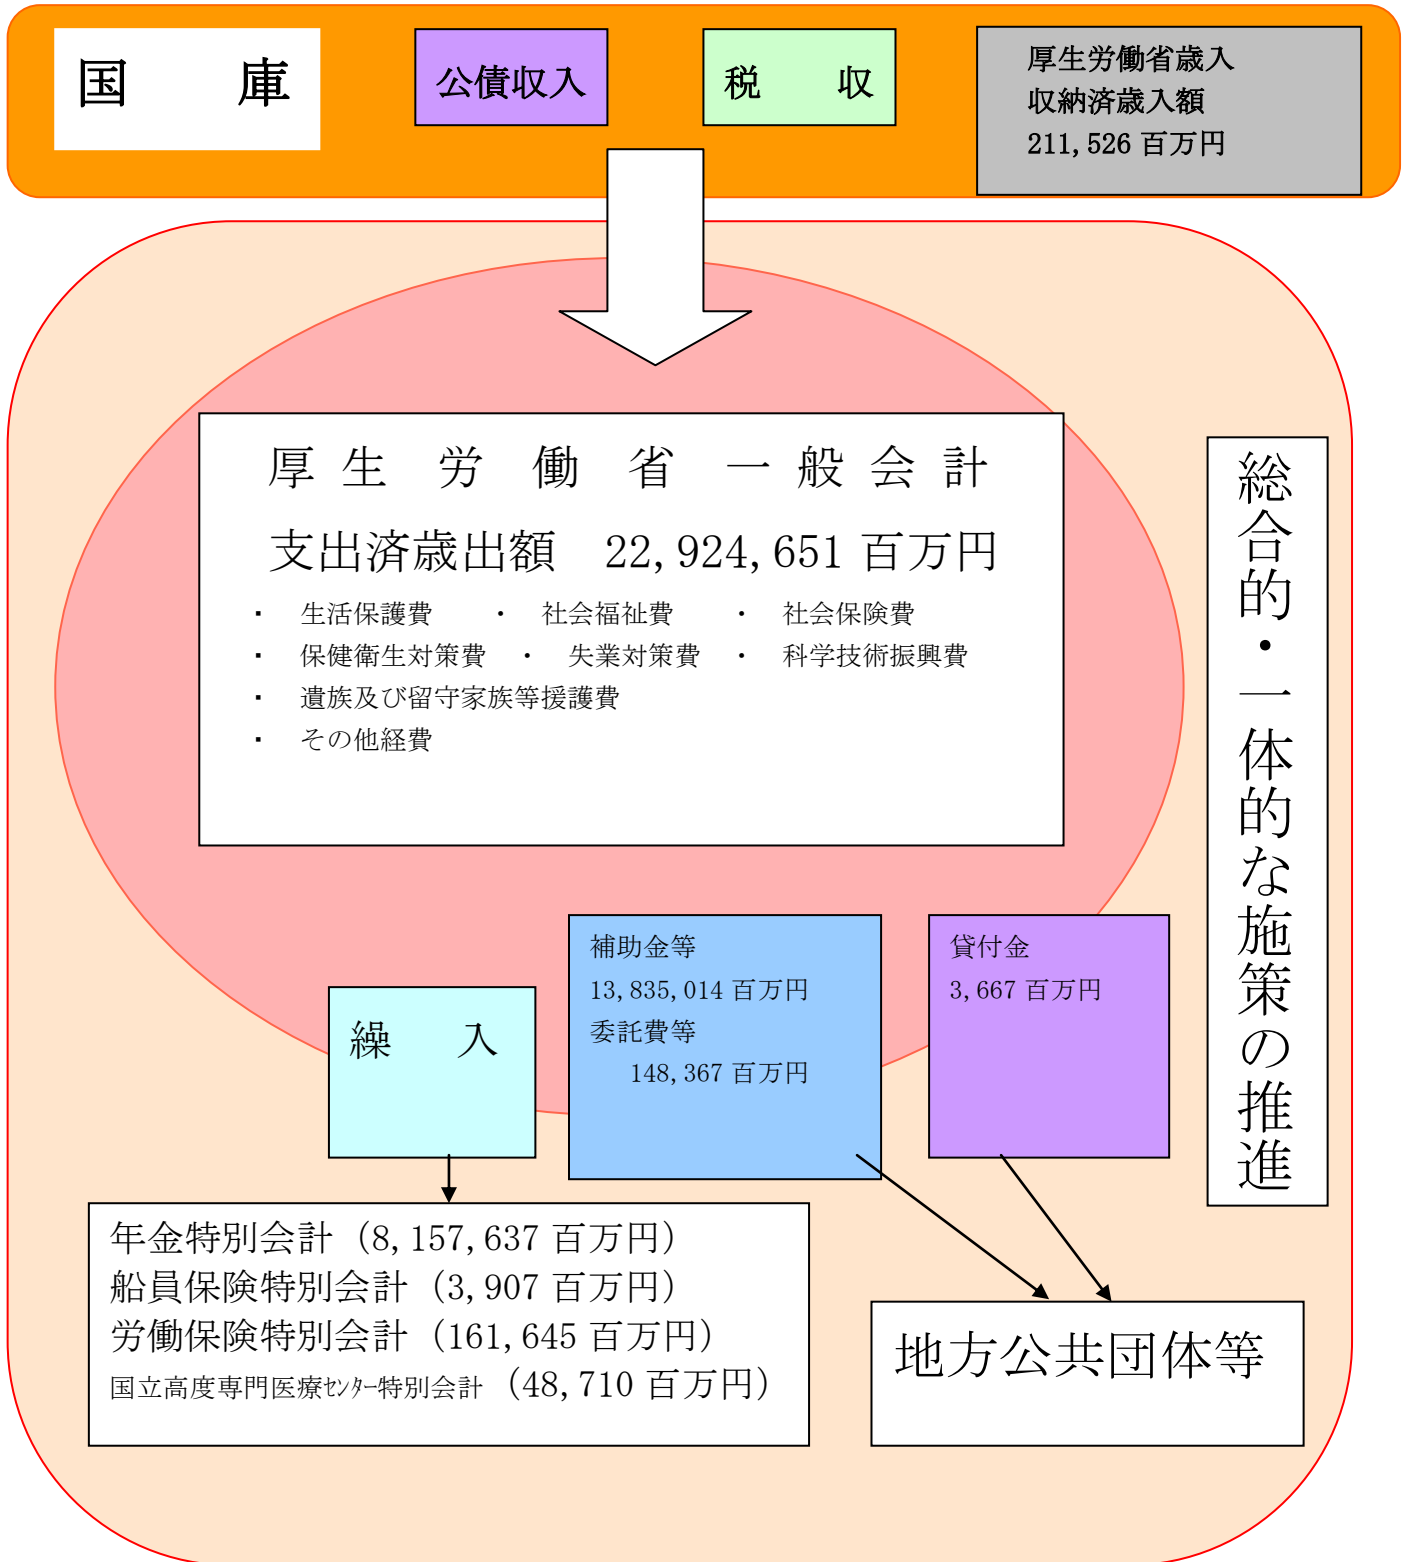 国　庫
公債収入
税　収
厚生労働省歳入
収納済歳入額
211,526 百万円
厚生労働省一般会計
支出済歳出額　22,924,651 百万円
・　生活保護費　・　社会福祉費　・　社会保険費
・　保健衛生対策費　・　失業対策費　・　科学技術振興費
・　遺族及び留守家族等援護費
・　その他経費
総合的・一体的な施策の推進
補助金等
13,835,014 百万円
委託費等
148,367 百万円
貸付金
3,667 百万円
繰　入
年金特別会計（8,157,637 百万円）
船員保険特別会計（3,907 百万円）
労働保険特別会計（161,645 百万円）
国立高度専門医療ｾﾝﾀｰ特別会計（48,710 百万円）
地方公共団体等